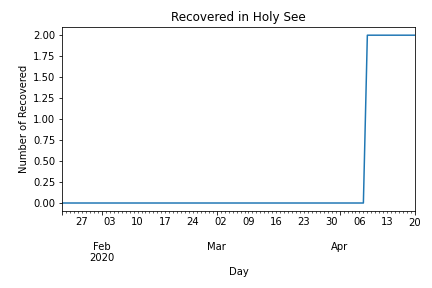 Recovered in Holy See
Number of Recovered
2.00
1.75
1.50
1.25
1.00
0.75
0.50
0.25
0.00
27 03 10 17 24 02 09 16 23 30 06 13 20
Feb Mar Apr
2020
Day